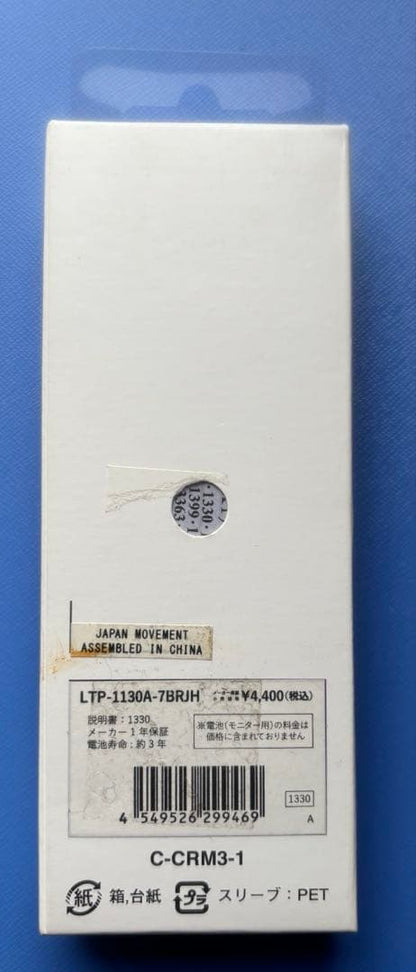 ・1330・
1399・1
3363
JAPAN MOVEMENT
ASSEMBLED IN CHINA
LTP-1130A-7BRJH ¥4,400(税込)
説明書：1330
メーカー１年保証
電池寿命：約３年
※電池(モニター用)の料金は
価格に含まれておりません
4 549526 299469
1330
A
C-CRM3-1
紙 箱,台紙 プラ スリーブ：PET